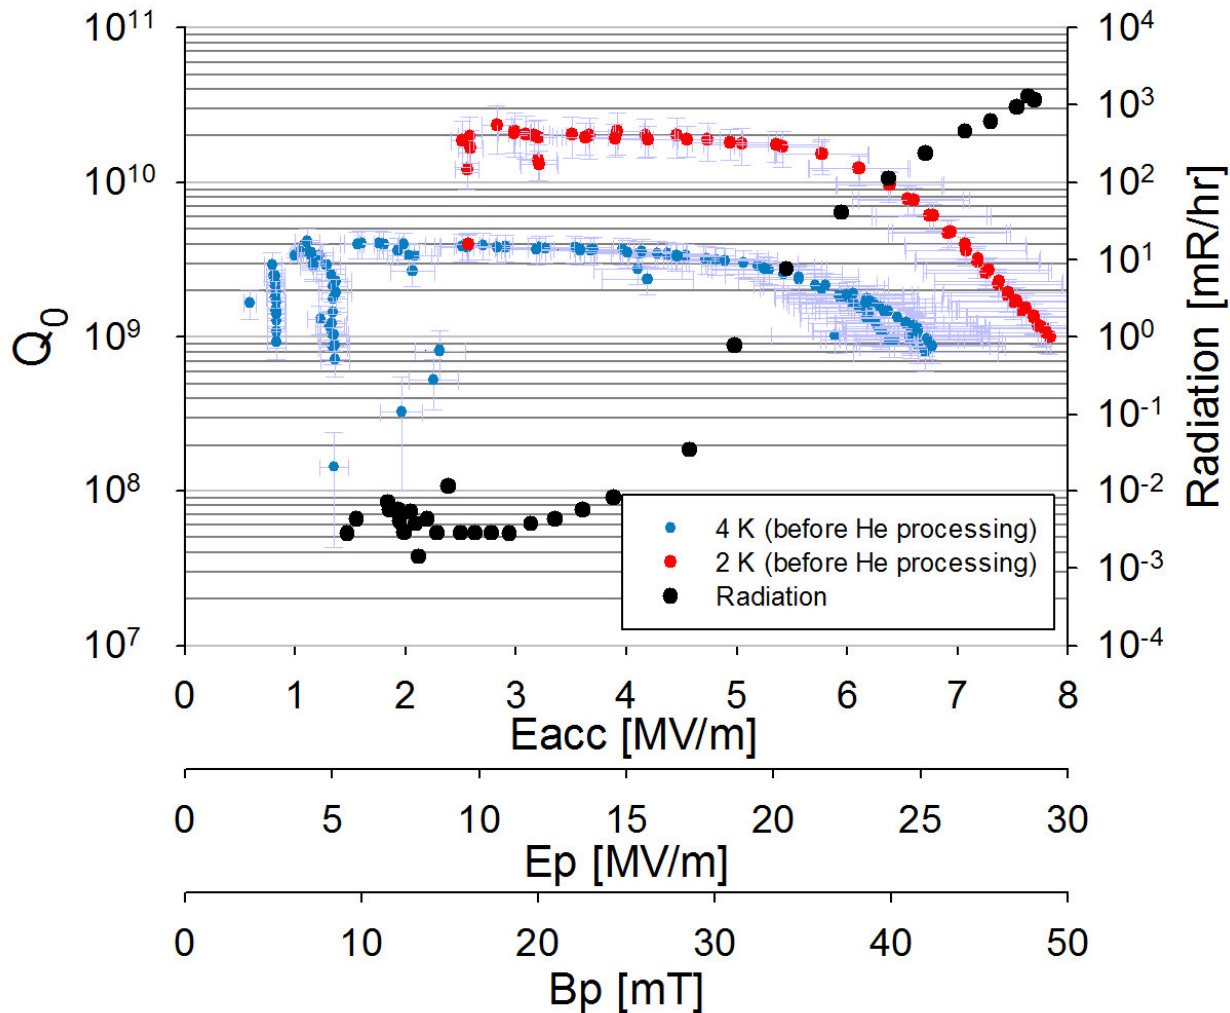 10¹¹
10¹⁰
10⁹
10⁸
10⁷
Q₀
10⁴
10³
10²
10¹
10⁰
10⁻¹
10⁻²
10⁻³
10⁻⁴
Radiation [mR/hr]
4 K (before He processing)
2 K (before He processing)
Radiation
0 1 2 3 4 5 6 7 8
Eacc [MV/m]
0 5 10 15 20 25 30
Ep [MV/m]
0 10 20 30 40 50
Bp [mT]